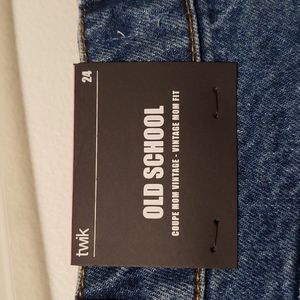 twik
24
OLD SCHOOL
COUPE MOM VINTAGE - VINTAGE MOM FIT